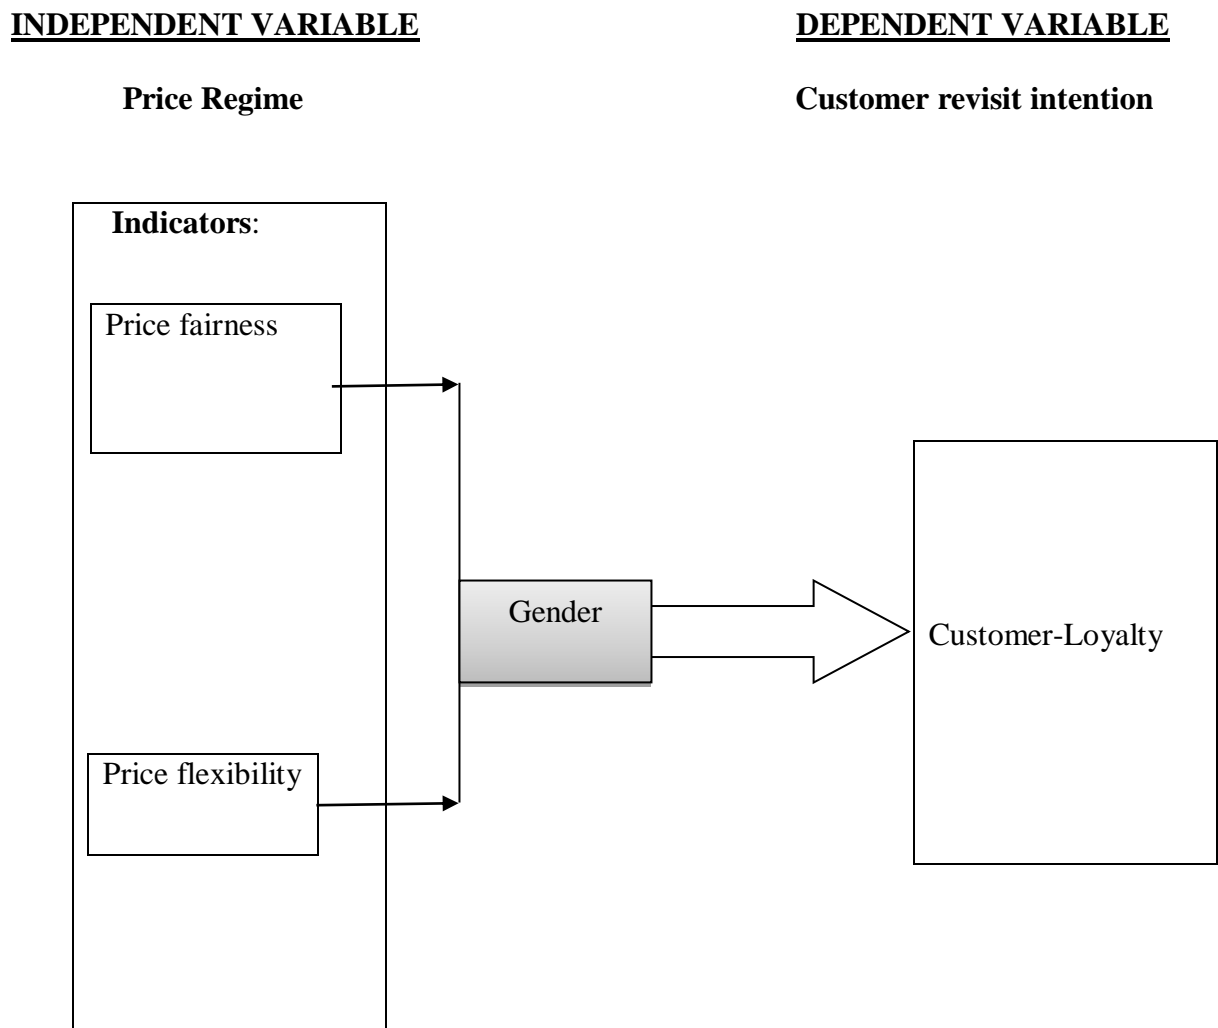 INDEPENDENT VARIABLE
DEPENDENT VARIABLE
Price Regime
Customer revisit intention
Indicators:
Price fairness
Gender
Customer-Loyalty
Price flexibility